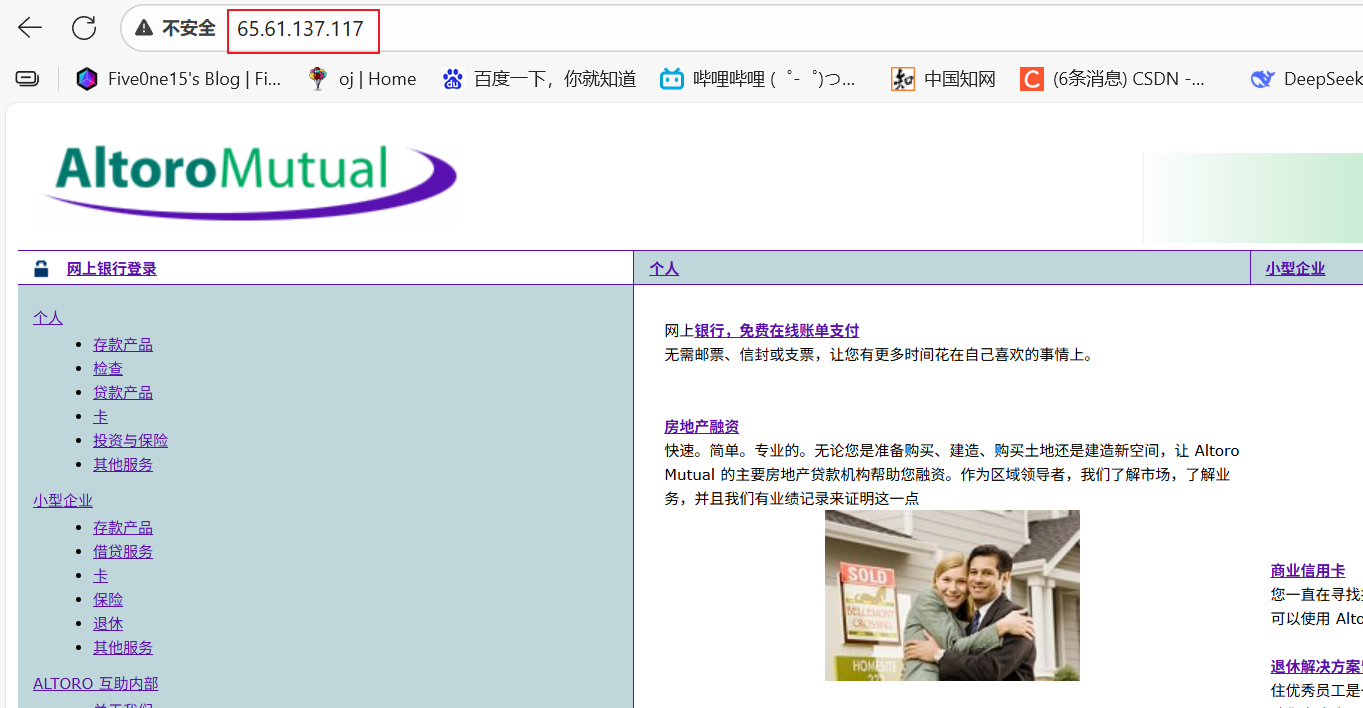 不安全 65.61.137.117
Five0ne15's Blog | Fi... oj | Home 百度一下，你就知道 哔哩哔哩 (゜-゜)つ... 中国知网 (6条消息) CSDN -... DeepSeek
AltoroMutual
网上银行登录 个人 小型企业
个人
存款产品
检查
贷款产品
卡
投资与保险
其他服务
小型企业
存款产品
借贷服务
卡
保险
退休
其他服务
ALTORO 互助内部
关于我们
网上银行，免费在线账单支付
无需邮票、信封或支票，让您有更多时间花在自己喜欢的事情上。
房地产融资
快速。简单。专业的。无论您是准备购买、建造、购买土地还是建造新空间，让 Altoro
Mutual 的主要房地产贷款机构帮助您融资。作为区域领导者，我们了解市场，了解业
务，并且我们有业绩记录来证明这一点
SOLD
BELLEMONT
CROSSING
HOMESITE
商业信用卡
您一直在寻找
可以使用 Alto
退休解决方案
住优秀员工是